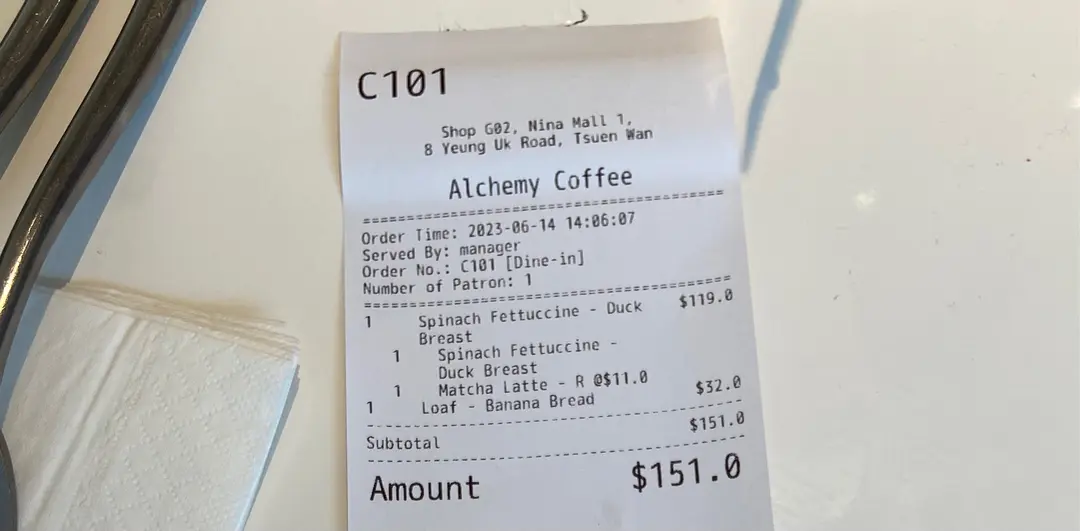 C101
Shop G02, Nina Mall 1,
8 Yeung Uk Road, Tsuen Wan
Alchemy Coffee
Order Time: 2023-06-14 14:06:07
Served By: manager
Order No.: C101 [Dine-in]
Number of Patron: 1
1 Spinach Fettuccine - Duck $119.0
Breast
1 Spinach Fettuccine -
Duck Breast
1 Matcha Latte - R @$11.0
1 Loaf - Banana Bread $32.0
Subtotal $151.0
Amount $151.0